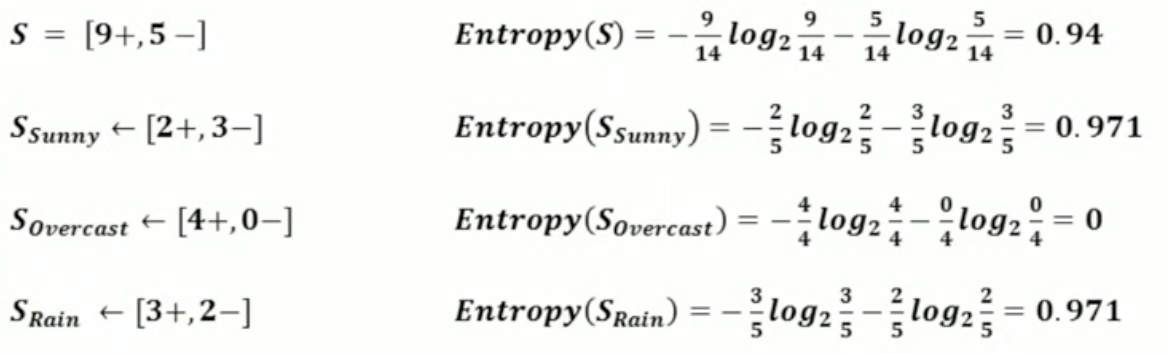 S = [9+,5−] Entropy(S) = −9/14 log₂ 9/14 − 5/14 log₂ 5/14 = 0.94
S_Sunny ← [2+,3−] Entropy(S_Sunny) = −2/5 log₂ 2/5 − 3/5 log₂ 3/5 = 0.971
S_Overcast ← [4+,0−] Entropy(S_Overcast) = −4/4 log₂ 4/4 − 0/4 log₂ 0/4 = 0
S_Rain ← [3+,2−] Entropy(S_Rain) = −3/5 log₂ 3/5 − 2/5 log₂ 2/5 = 0.971